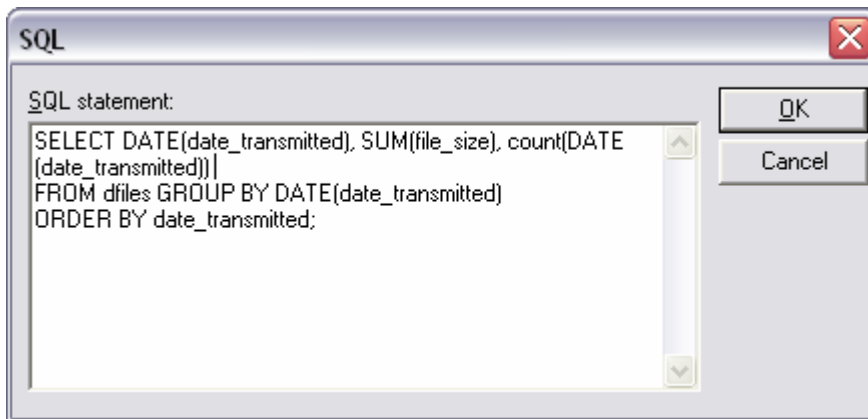 SQL
SQL statement:
SELECT DATE(date_transmitted), SUM(file_size), count(DATE
(date_transmitted))
FROM dfiles GROUP BY DATE(date_transmitted)
ORDER BY date_transmitted;
OK
Cancel